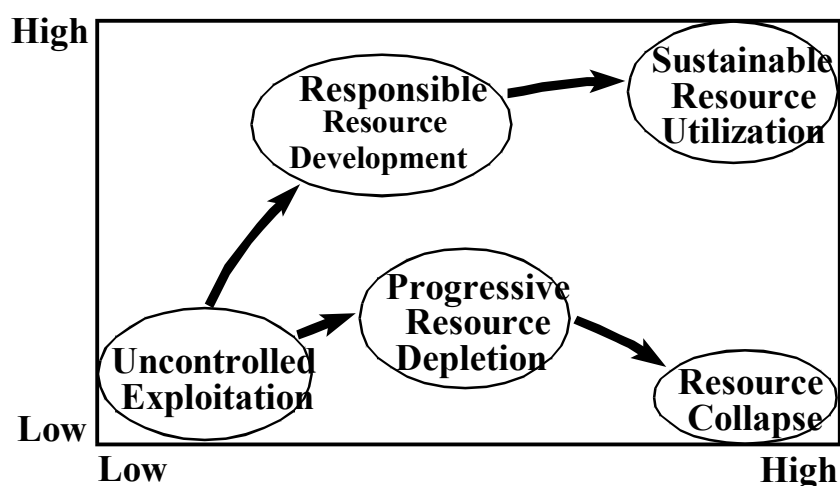 High
Responsible
Resource
Development
Sustainable
Resource
Utilization
Uncontrolled
Exploitation
Progressive
Resource
Depletion
Resource
Collapse
Low
Low
High